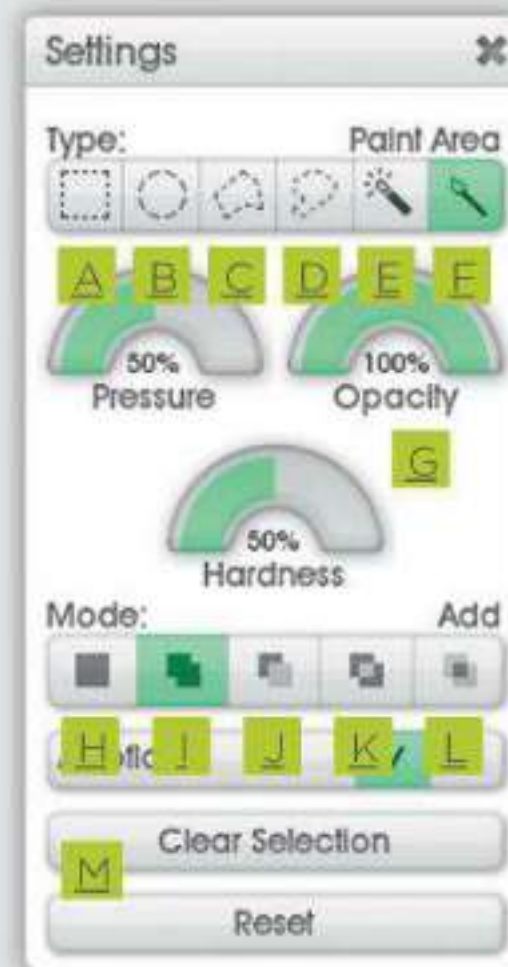 Settings
Type: Paint Area
A B C D E F
50% 100%
Pressure Opacity
G
50%
Hardness
Mode: Add
H I J K L
Clear Selection
M
Reset